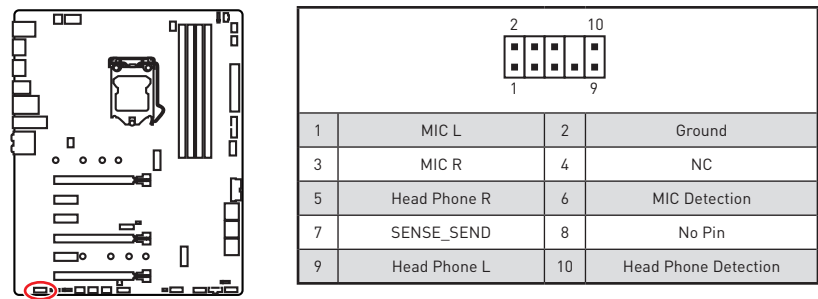 2 10
1 9
1 MIC L 2 Ground
3 MIC R 4 NC
5 Head Phone R 6 MIC Detection
7 SENSE_SEND 8 No Pin
9 Head Phone L 10 Head Phone Detection